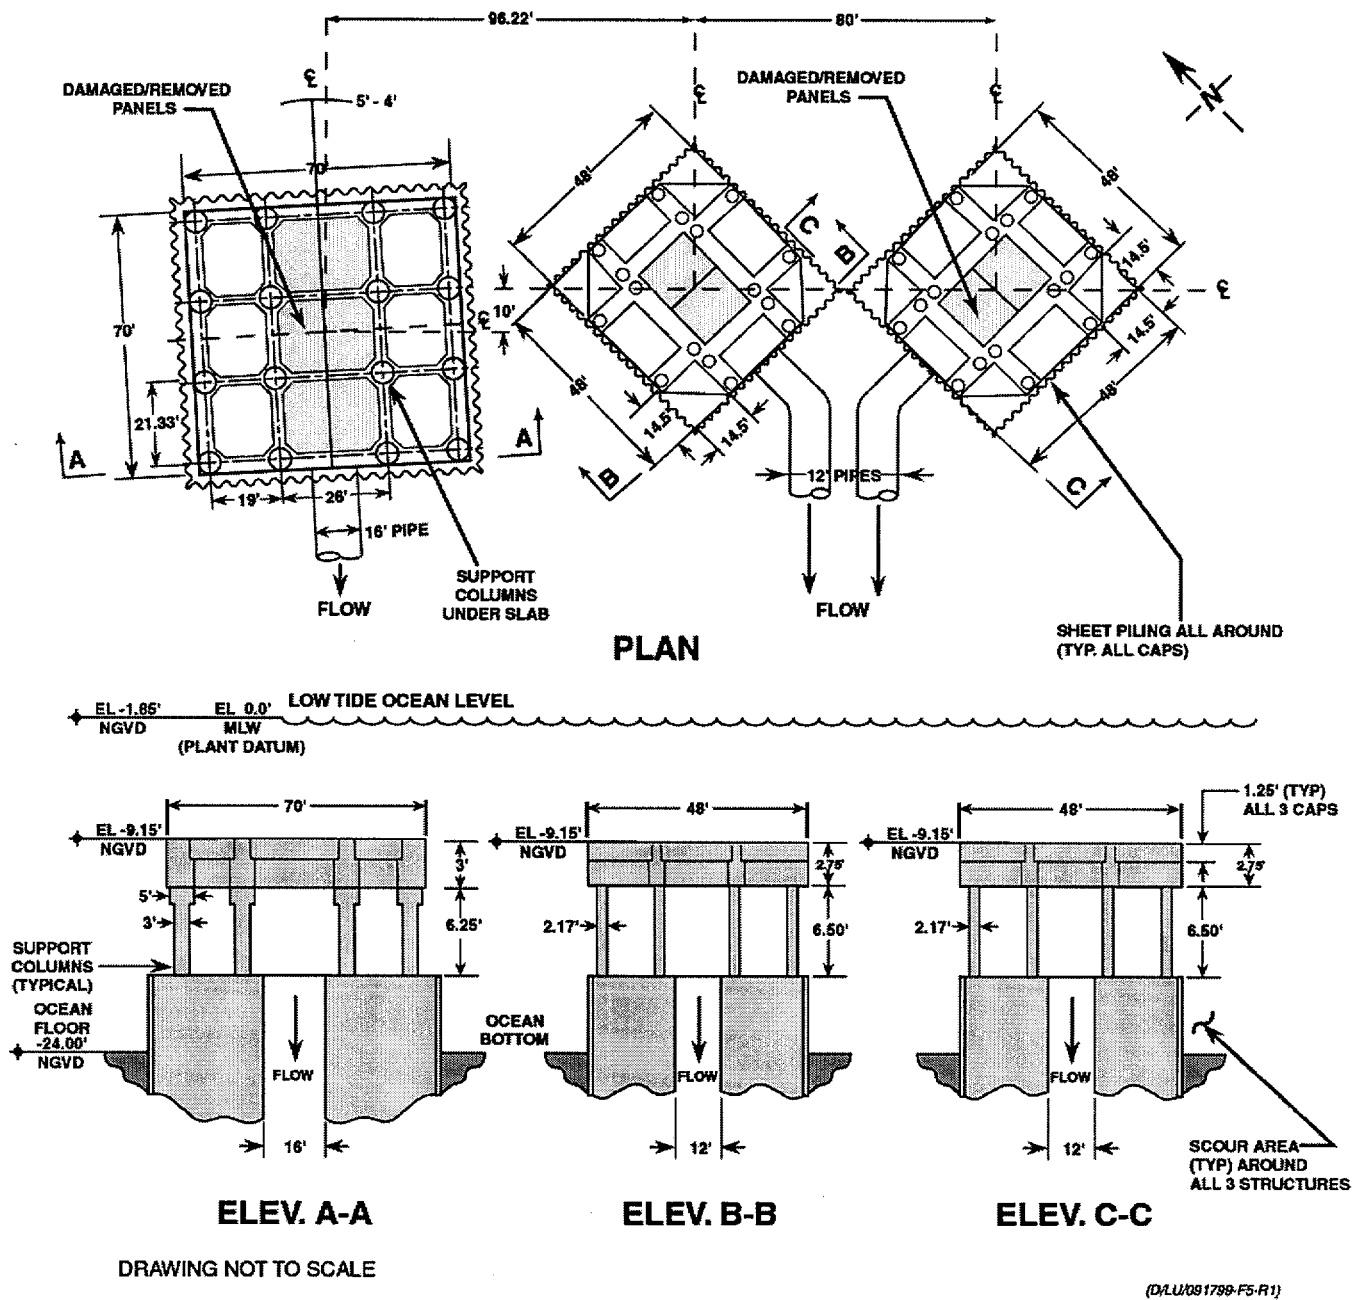 96.22'
80'
DAMAGED/REMOVED
PANELS
℄
5' - 4'
DAMAGED/REMOVED
PANELS
℄
℄
N
70'
48'
48'
C
B
14.5'
70'
10'
℄
℄
14.5'
21.33'
48'
48'
14.5'
14.5'
A
A
B
C
19'
26'
12' PIPES
16' PIPE
SUPPORT
COLUMNS
UNDER SLAB
FLOW
FLOW
PLAN
SHEET PILING ALL AROUND
(TYP. ALL CAPS)
EL -1.65'
NGVD
EL 0.0'
MLW
(PLANT DATUM)
LOW TIDE OCEAN LEVEL
70'
48'
48'
1.25' (TYP)
ALL 3 CAPS
EL -9.15'
NGVD
EL -9.15'
NGVD
EL -9.15'
NGVD
3'
2.75'
2.75'
5'
3'
6.25'
2.17'
6.50'
2.17'
6.50'
SUPPORT
COLUMNS
(TYPICAL)
OCEAN
FLOOR
-24.00'
NGVD
OCEAN
BOTTOM
FLOW
FLOW
FLOW
16'
12'
12'
SCOUR AREA
(TYP) AROUND
ALL 3 STRUCTURES
ELEV. A-A
ELEV. B-B
ELEV. C-C
DRAWING NOT TO SCALE
(D/LU/091799-F5-R1)